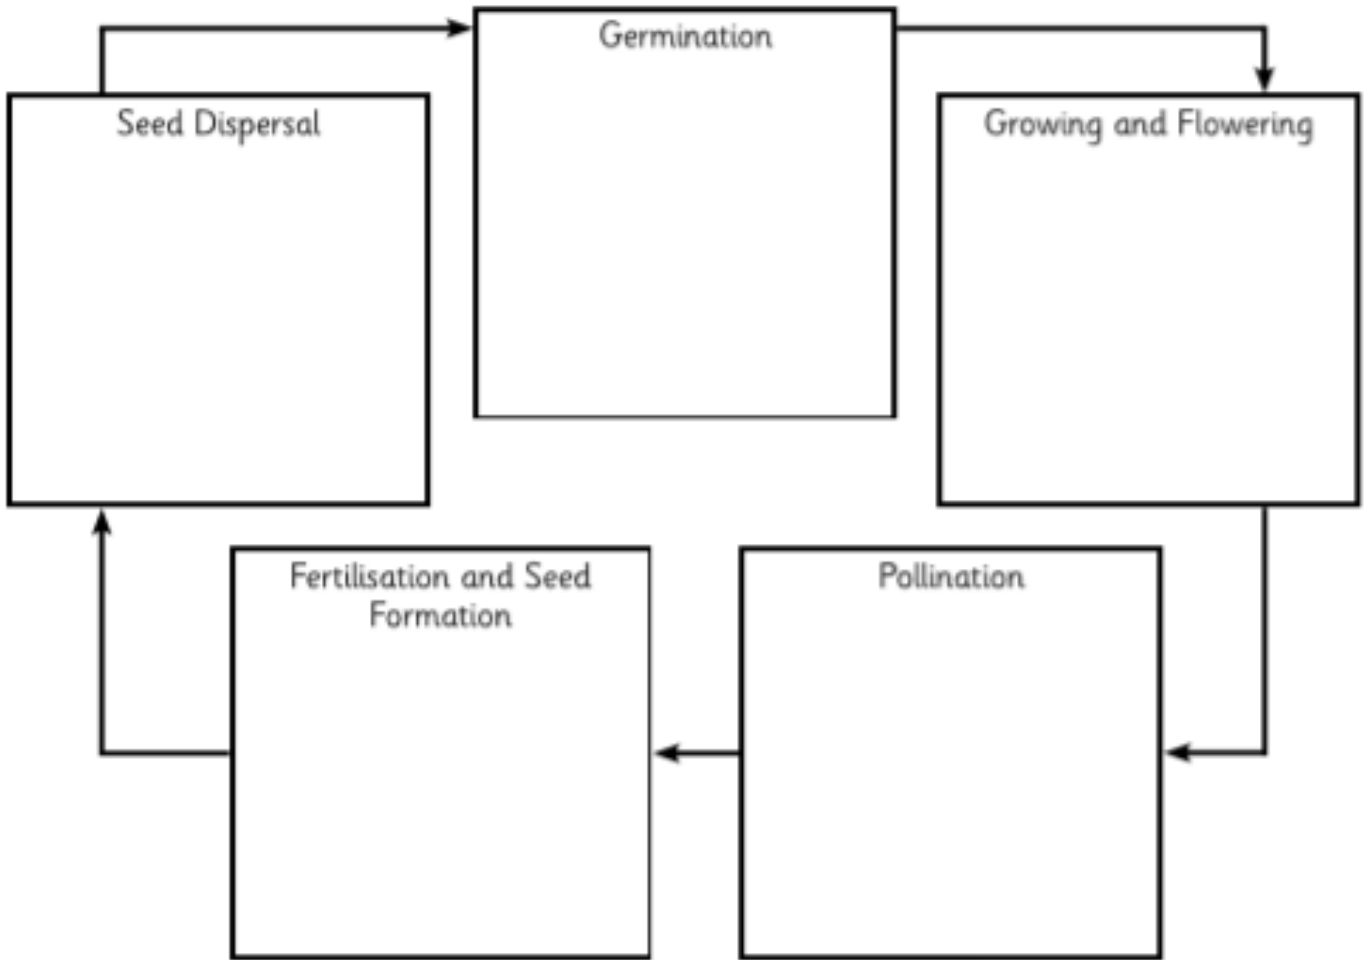 Germination
Seed Dispersal
Growing and Flowering
Fertilisation and Seed
Formation
Pollination